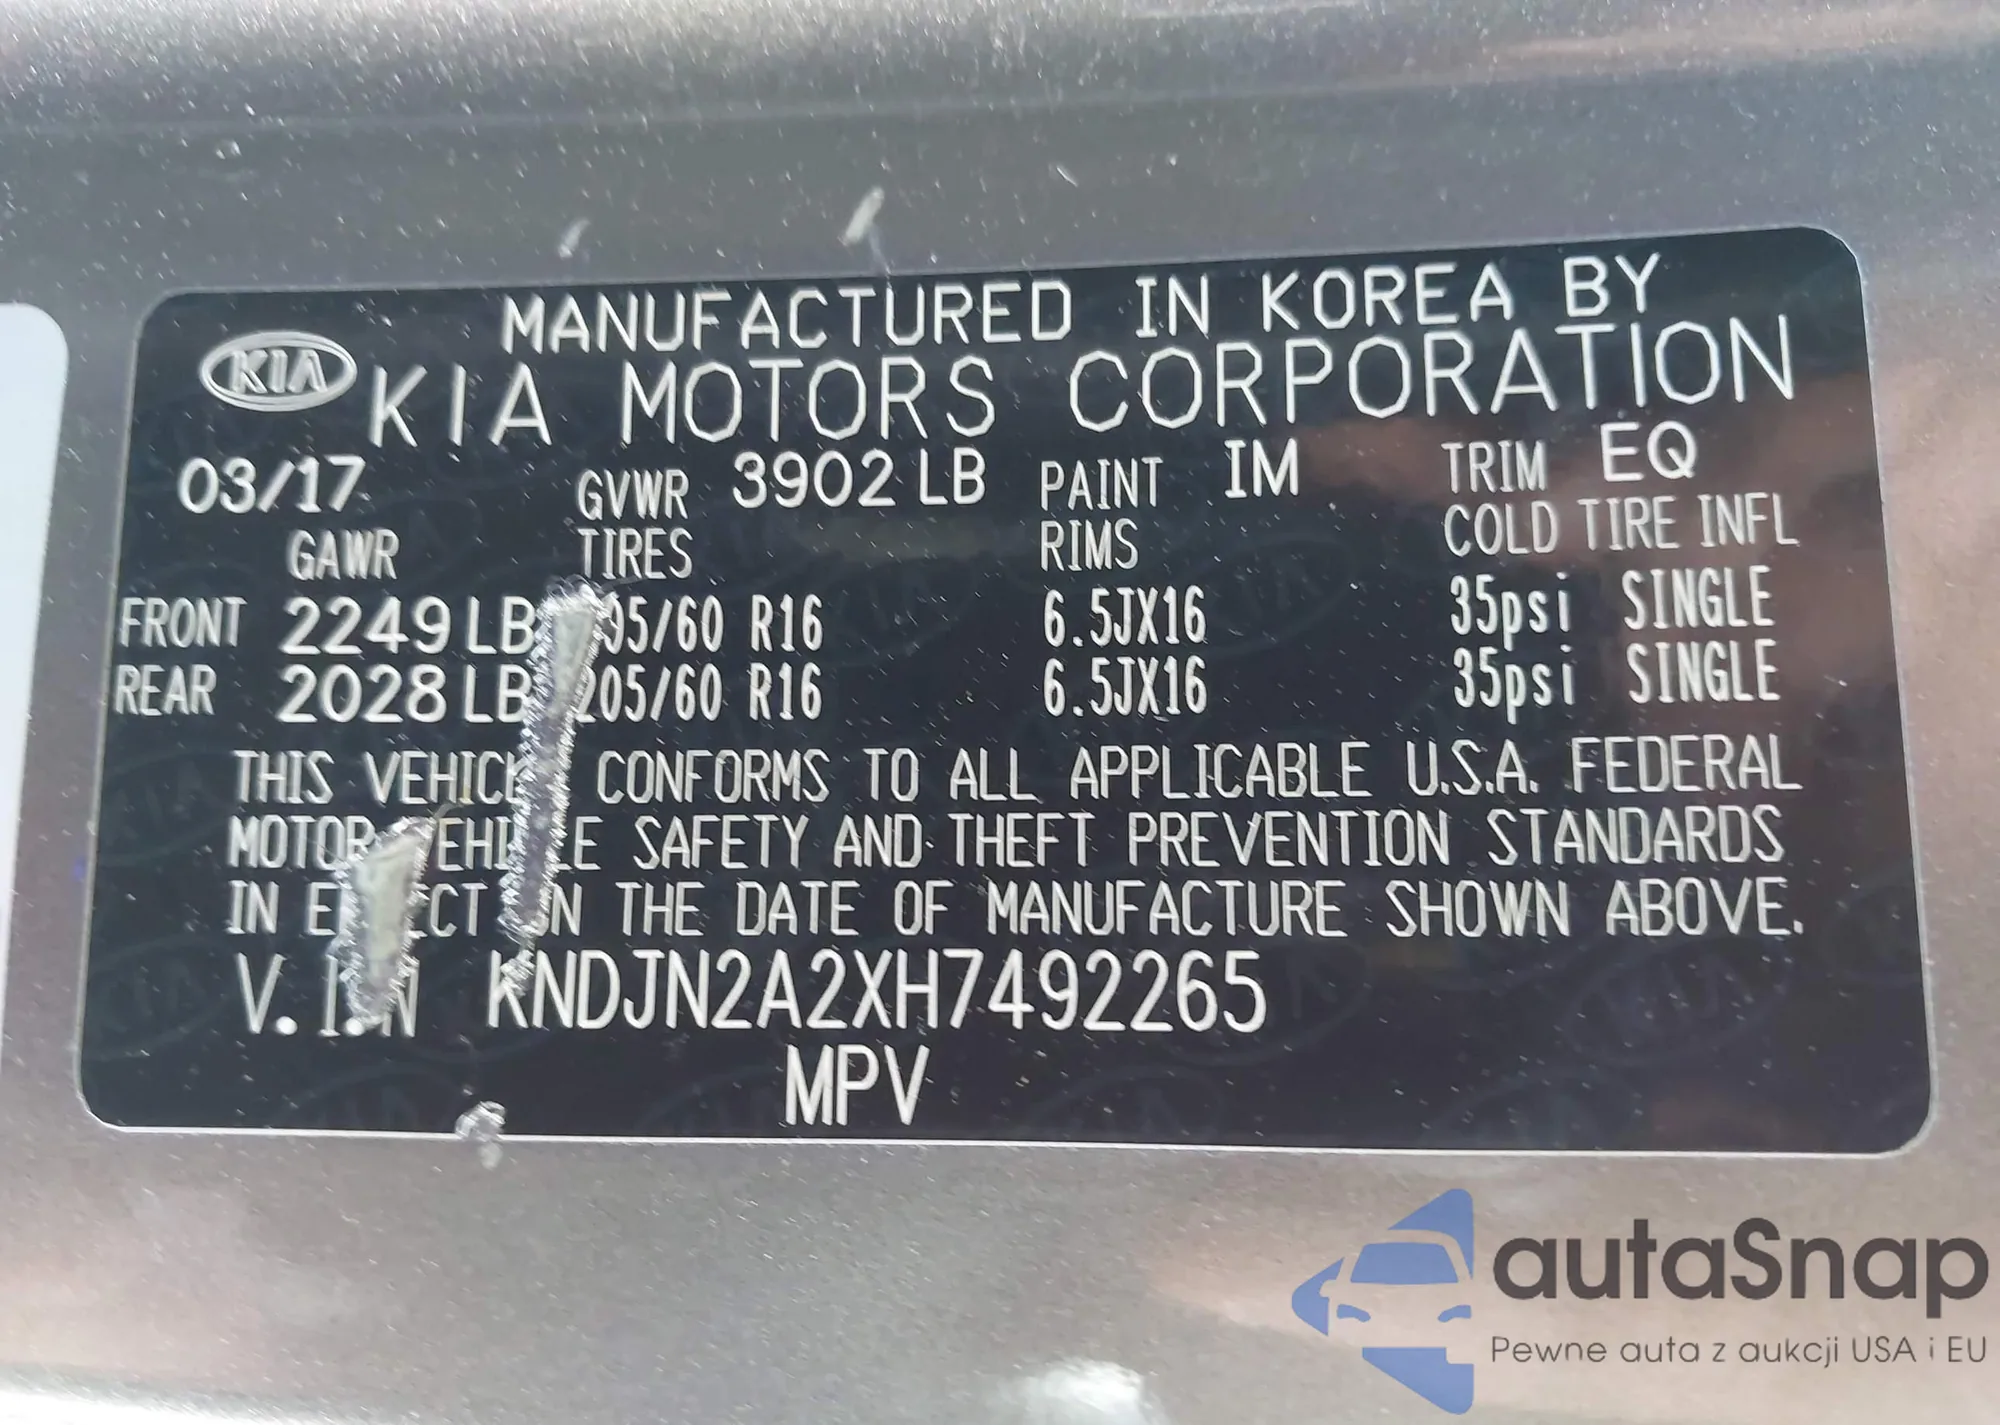 MANUFACTURED IN KOREA BY
KIA KIA MOTORS CORPORATION
03/17 GVWR 3902 LB PAINT IM TRIM EQ
GAWR TIRES RIMS COLD TIRE INFL
FRONT 2249 LB 6.5JX16 35psi SINGLE
REAR 2028 LB 205/60 R16 6.5JX16 35psi SINGLE
THIS CONFORMS TO ALL APPLICABLE U.S.A. FEDERAL
MOTOR SAFETY AND THEFT PREVENTION STANDARDS
IN THE DATE OF MANUFACTURE SHOWN ABOVE.
V.I.N KNDJN2A2XH7492265
MPV
autaSnap
Pewne auta z aukcji USA i EU